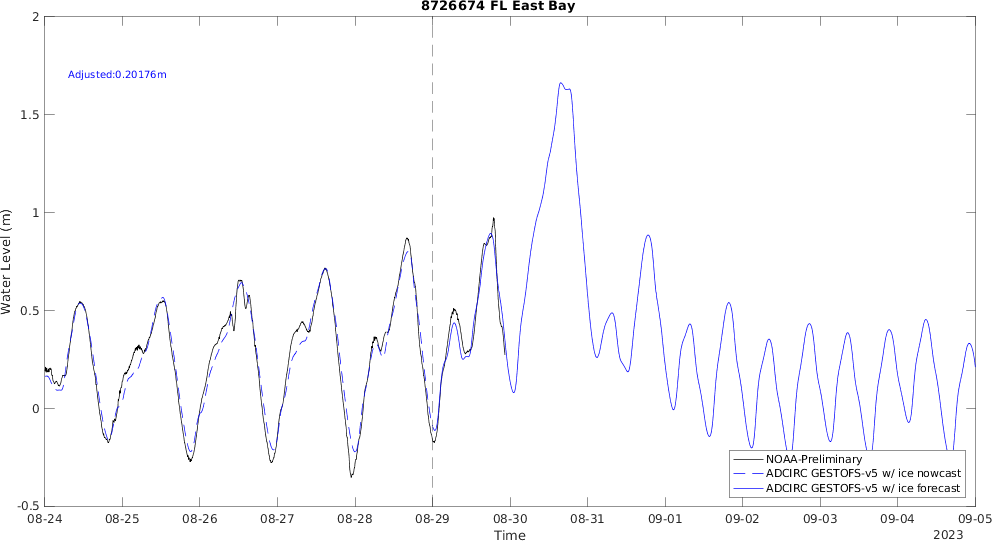 8726674 FL East Bay
2
1.5
1
0.5
0
-0.5
Water Level (m)
Adjusted:0.20176m
NOAA-Preliminary
ADCIRC GESTOFS-v5 w/ ice nowcast
ADCIRC GESTOFS-v5 w/ ice forecast
08-24 08-25 08-26 08-27 08-28 08-29 08-30 08-31 09-01 09-02 09-03 09-04 09-05
Time
2023